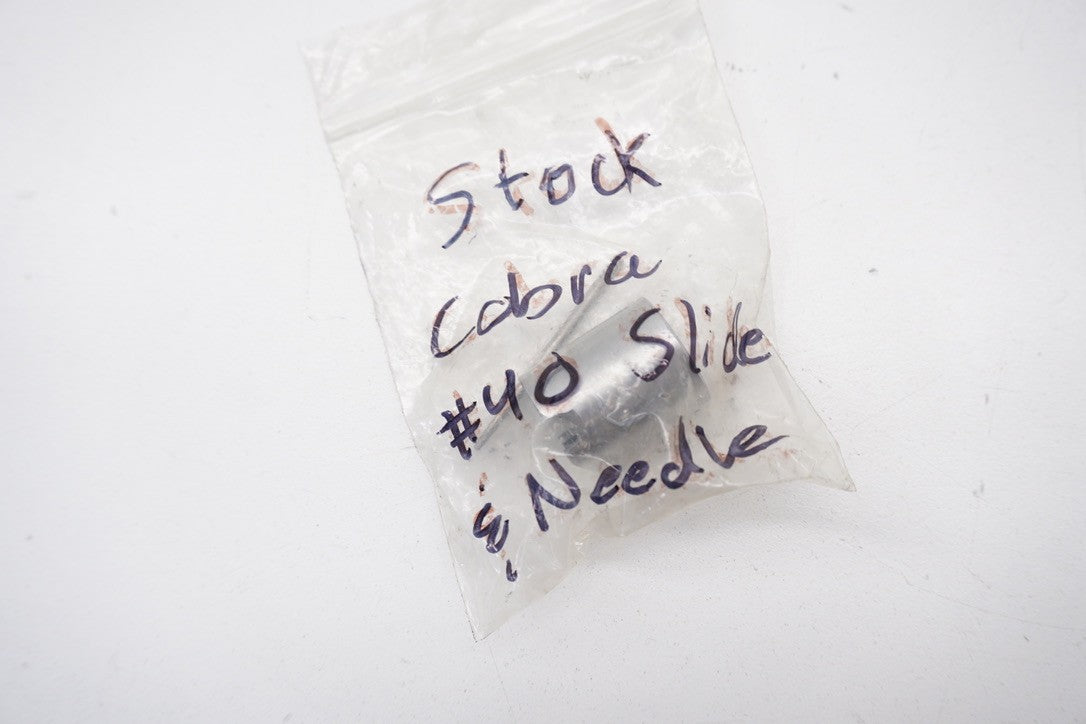 Stock
Cobra
#40 Slide
& Needle